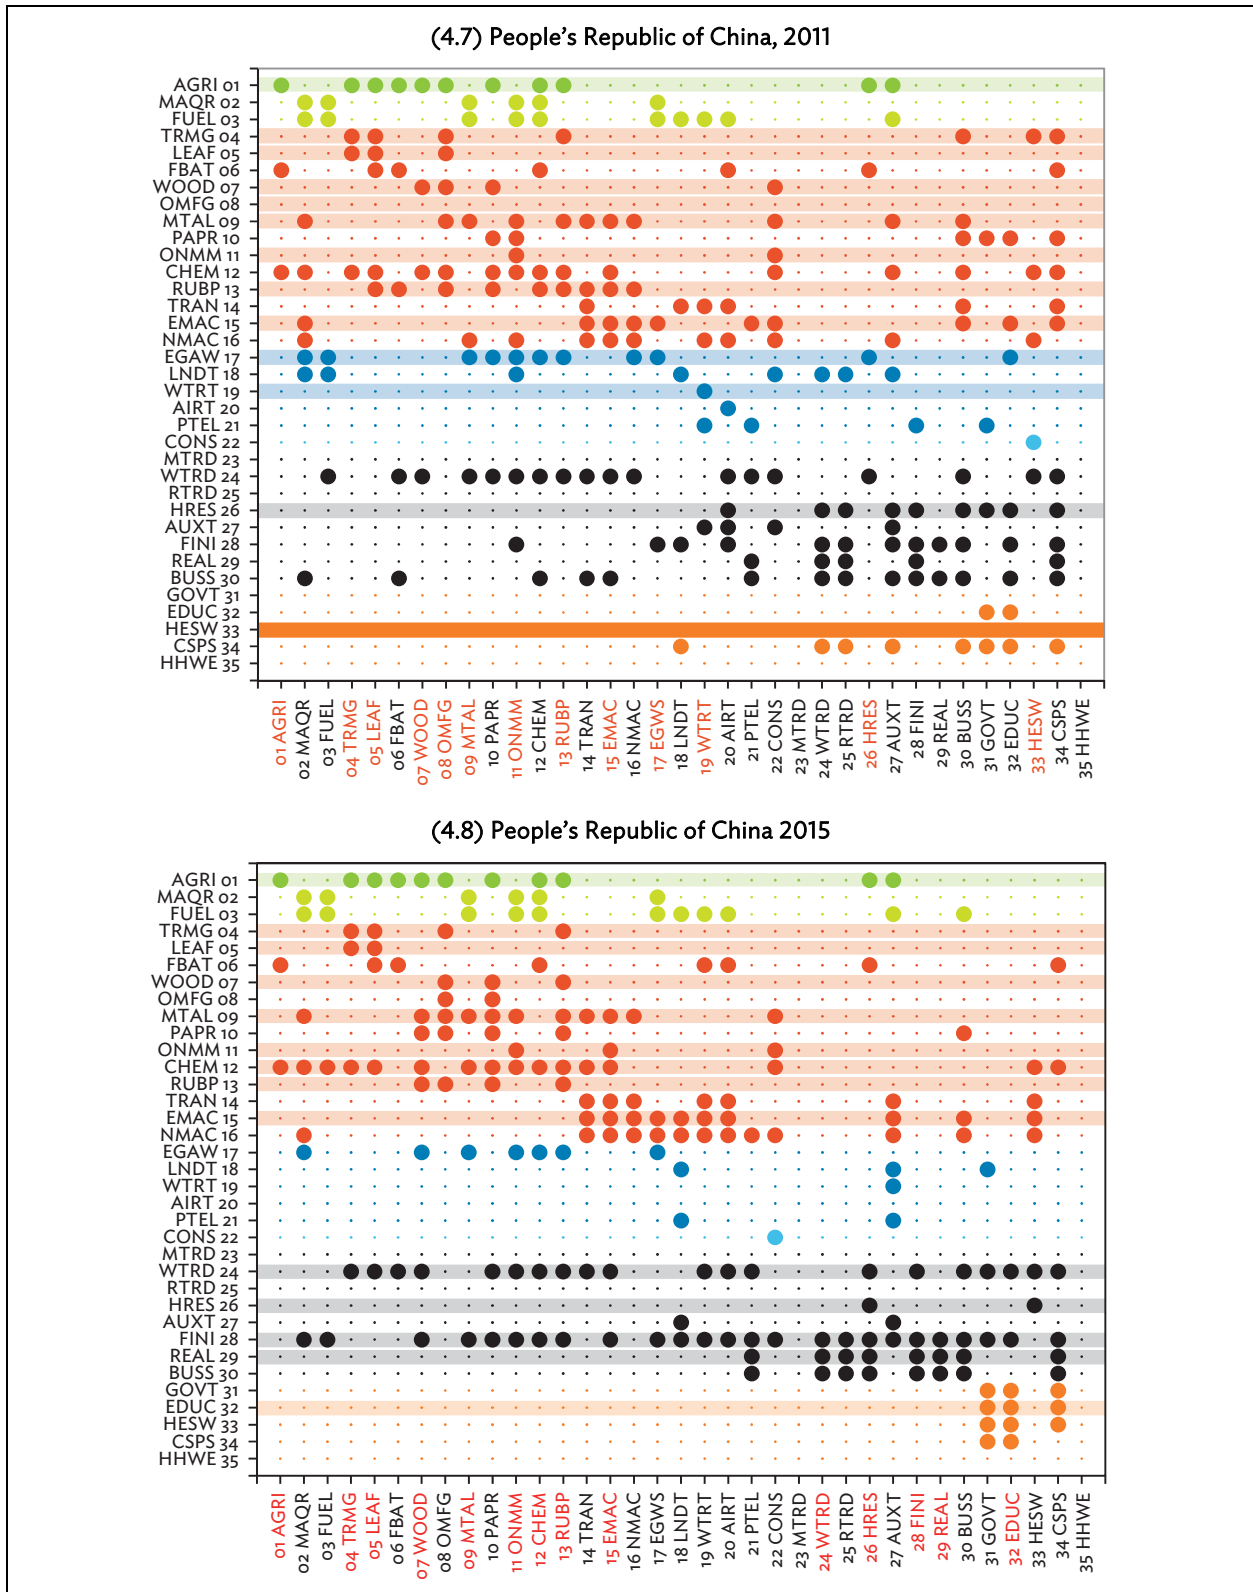 (4.7) People's Republic of China, 2011
AGRI 01
MAQR 02
FUEL 03
TRMG 04
LEAF 05
FBAT 06
WOOD 07
OMFG 08
MTAL 09
PAPR 10
ONMM 11
CHEM 12
RUBP 13
TRAN 14
EMAC 15
NMAC 16
EGAW 17
LNDT 18
WTRT 19
AIRT 20
PTEL 21
CONS 22
MTRD 23
WTRD 24
RTRD 25
HRES 26
AUXT 27
FINI 28
REAL 29
BUSS 30
GOVT 31
EDUC 32
HESW 33
CSPS 34
HHWE 35
01 AGRI
02 MAQR
03 FUEL
04 TRMG
05 LEAF
06 FBAT
07 WOOD
08 OMFG
09 MTAL
10 PAPR
11 ONMM
12 CHEM
13 RUBP
14 TRAN
15 EMAC
16 NMAC
17 EGWS
18 LNDT
19 WTRT
20 AIRT
21 PTEL
22 CONS
23 MTRD
24 WTRD
25 RTRD
26 HRES
27 AUXT
28 FINI
29 REAL
30 BUSS
31 GOVT
32 EDUC
33 HESW
34 CSPS
35 HHWE
(4.8) People's Republic of China 2015
AGRI 01
MAQR 02
FUEL 03
TRMG 04
LEAF 05
FBAT 06
WOOD 07
OMFG 08
MTAL 09
PAPR 10
ONMM 11
CHEM 12
RUBP 13
TRAN 14
EMAC 15
NMAC 16
EGAW 17
LNDT 18
WTRT 19
AIRT 20
PTEL 21
CONS 22
MTRD 23
WTRD 24
RTRD 25
HRES 26
AUXT 27
FINI 28
REAL 29
BUSS 30
GOVT 31
EDUC 32
HESW 33
CSPS 34
HHWE 35
01 AGRI
02 MAQR
03 FUEL
04 TRMG
05 LEAF
06 FBAT
07 WOOD
08 OMFG
09 MTAL
10 PAPR
11 ONMM
12 CHEM
13 RUBP
14 TRAN
15 EMAC
16 NMAC
17 EGWS
18 LNDT
19 WTRT
20 AIRT
21 PTEL
22 CONS
23 MTRD
24 WTRD
25 RTRD
26 HRES
27 AUXT
28 FINI
29 REAL
30 BUSS
31 GOVT
32 EDUC
33 HESW
34 CSPS
35 HHWE